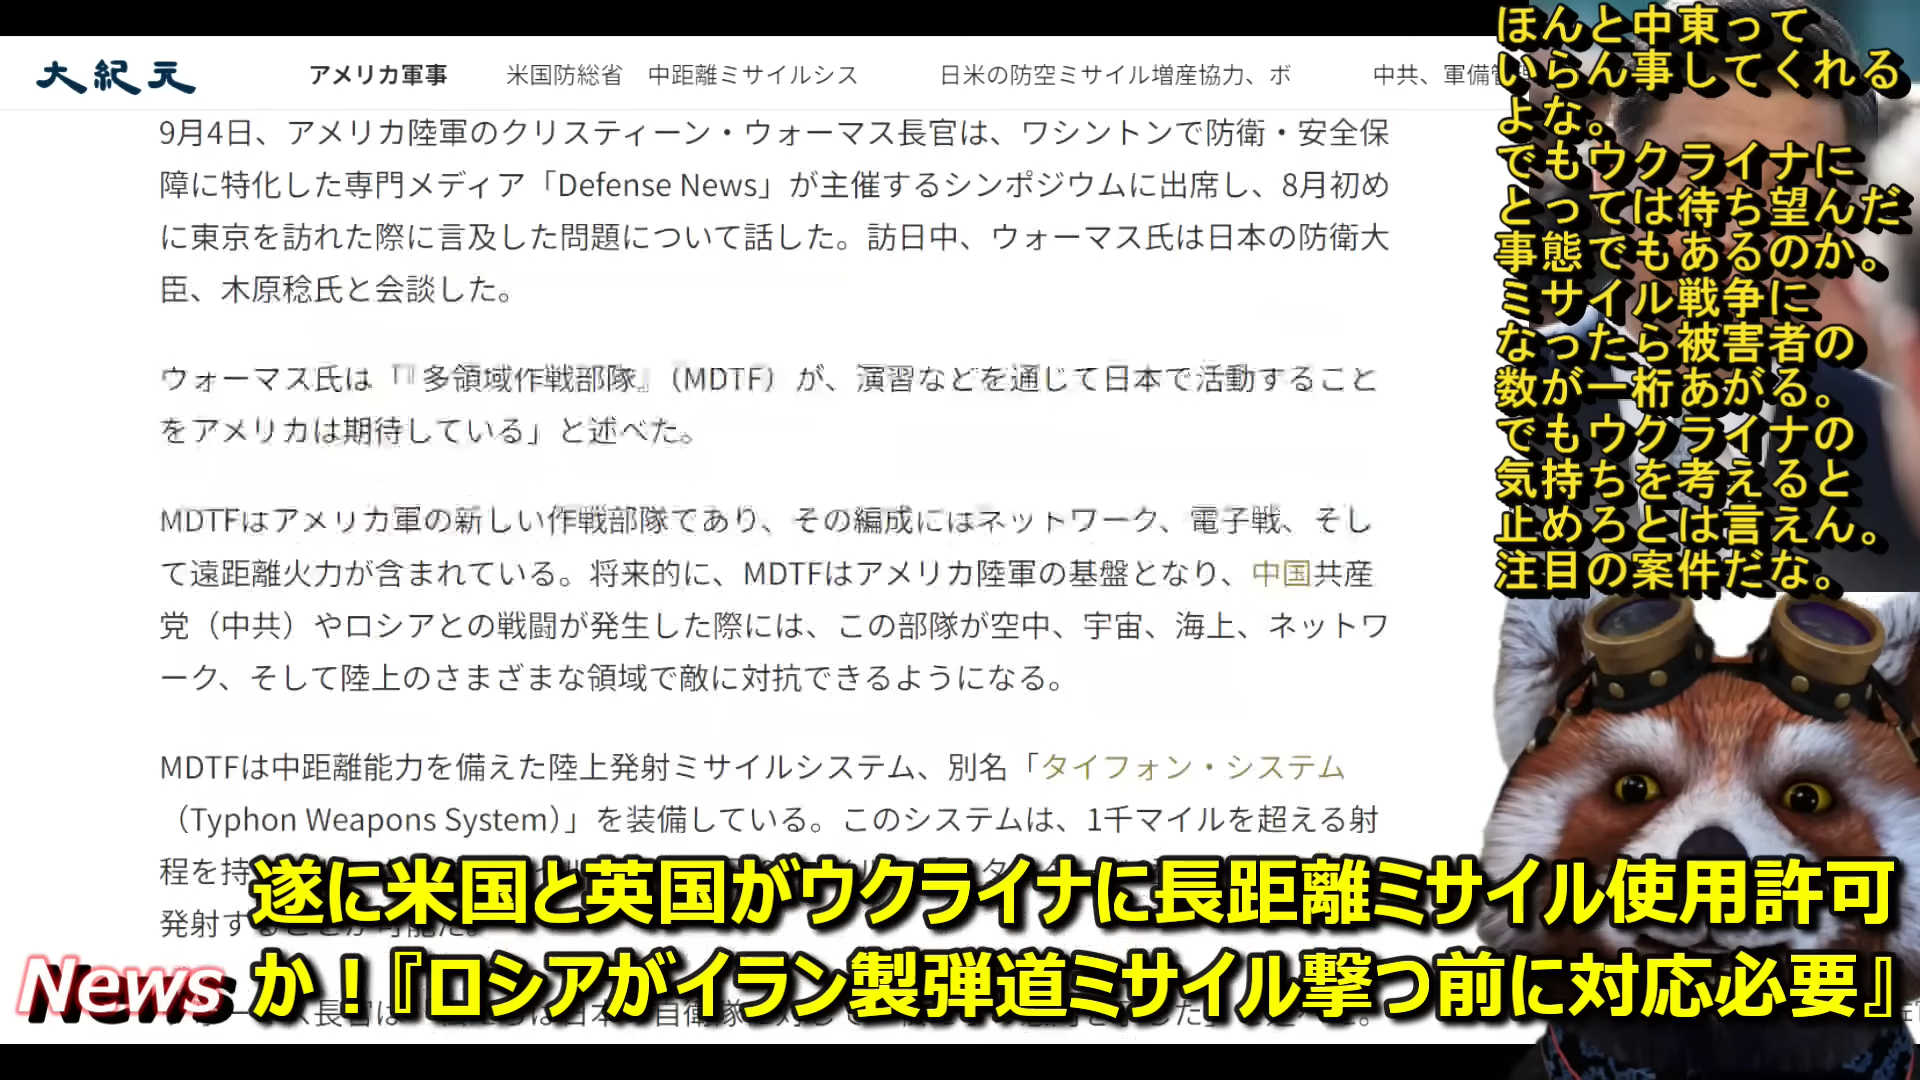 大紀元
アメリカ軍事 米国防総省 中距離ミサイルシス 日米の防空ミサイル増産協力、ボ 中共、軍備
9月4日、アメリカ陸軍のクリスティーン・ウォーマス長官は、ワシントンで防衛・安全保
障に特化した専門メディア「Defense News」が主催するシンポジウムに出席し、8月初め
に東京を訪れた際に言及した問題について話した。訪日中、ウォーマス氏は日本の防衛大
臣、木原稔氏と会談した。
ウォーマス氏は「『多領域作戦部隊』（MDTF）が、演習などを通じて日本で活動すること
をアメリカは期待している」と述べた。
MDTFはアメリカ軍の新しい作戦部隊であり、その編成にはネットワーク、電子戦、そし
て遠距離火力が含まれている。将来的に、MDTFはアメリカ陸軍の基盤となり、中国共産
党（中共）やロシアとの戦闘が発生した際には、この部隊が空中、宇宙、海上、ネットワ
ーク、そして陸上のさまざまな領域で敵に対抗できるようになる。
MDTFは中距離能力を備えた陸上発射ミサイルシステム、別名「タイフォン・システム
（Typhon Weapons System）」を装備している。このシステムは、1千マイルを超える射
程を持
発射す
ほんと中東って
いらん事してくれる
よな。
でもウクライナに
とっては待ち望んだ
事態でもあるのか。
ミサイル戦争に
なったら被害者の
数が一桁あがる。
でもウクライナの
気持ちを考えると
止めろとは言えん。
注目の案件だな。
遂に米国と英国がウクライナに長距離ミサイル使用許可
か！『ロシアがイラン製弾道ミサイル撃つ前に対応必要』
News